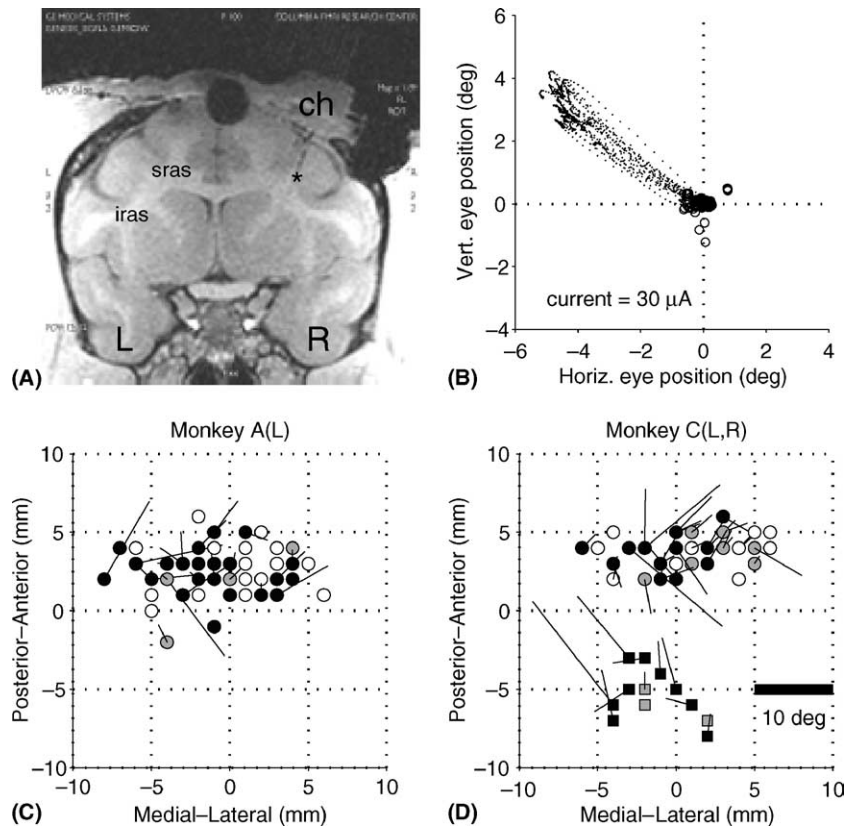 GE MEDICAL SYSTEMS
P 100
COLUMBIA FMRI RESEARCH CENTER
ch
sras
*
iras
L
R
L
R
(A)
Vert. eye position (deg)
4
2
0
−2
−4
current = 30 μA
−6
−4
−2
0
2
4
Horiz. eye position (deg)
(B)
Monkey A(L)
Posterior–Anterior (mm)
10
5
0
−5
−10
−10
−5
0
5
10
Medial–Lateral (mm)
(C)
Monkey C(L,R)
Posterior–Anterior (mm)
10
5
0
−5
−10
10 deg
−10
−5
0
5
10
Medial–Lateral (mm)
(D)